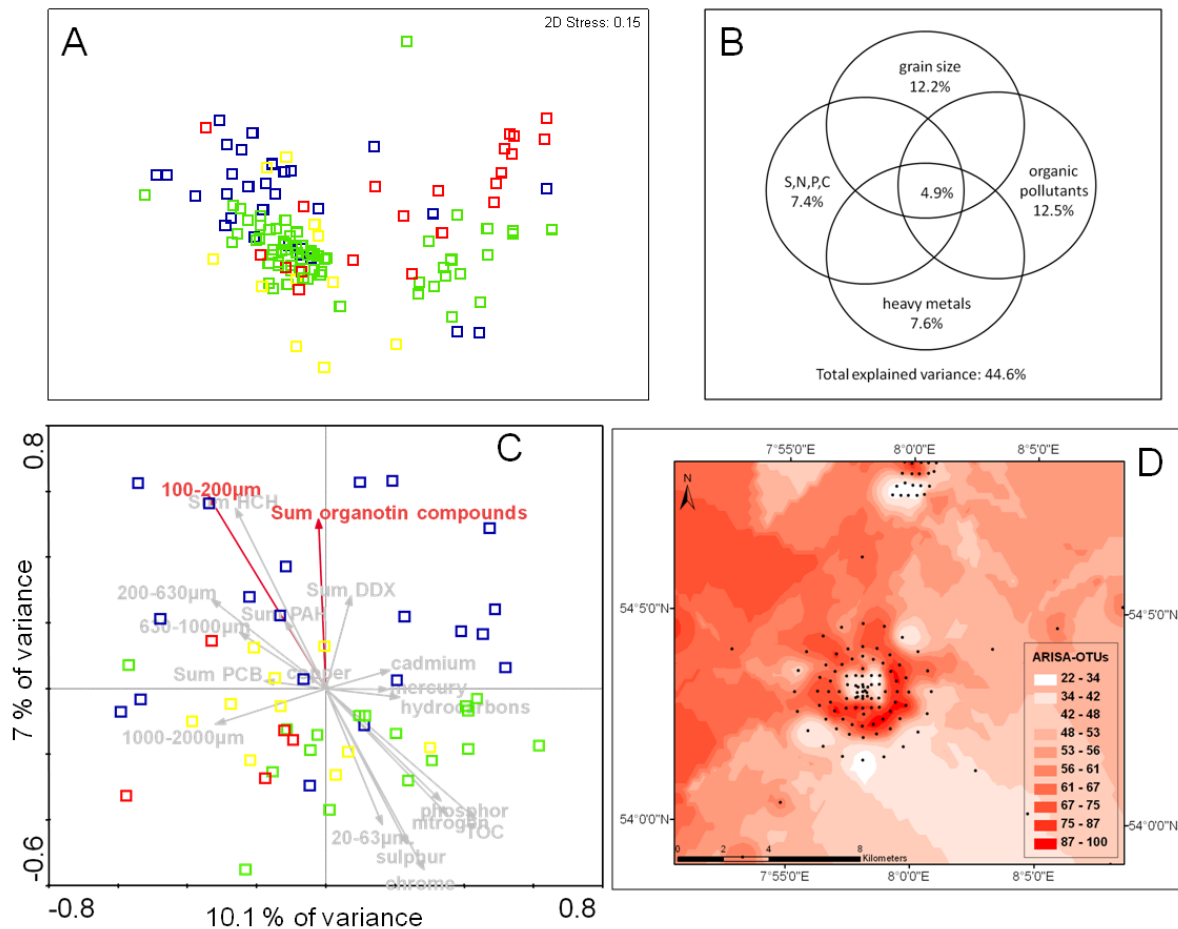 A
2D Stress: 0.15
B
grain size
12.2%
S,N,P,C
7.4%
4.9%
organic
pollutants
12.5%
heavy metals
7.6%
Total explained variance: 44.6%
C
0.8
7 % of variance
-0.6
-0.8
10.1 % of variance
0.8
100-200µm
Sum HCH
Sum organotin compounds
200-630µm
Sum DDX
Sum PAH
630-1000µm
Sum PCB
copper
cadmium
mercury
hydrocarbons
1000-2000µm
phosphor
nitrogen
TOC
20-63µm
sulphur
chrome
D
7°55'0"E
8°0'0"E
8°5'0"E
N
54°5'0"N
54°5'0"N
54°0'0"N
54°0'0"N
ARISA-OTUs
22 - 34
34 - 42
42 - 48
48 - 53
53 - 56
56 - 61
61 - 67
67 - 75
75 - 87
87 - 100
0 2 4 8
Kilometers
7°55'0"E
8°0'0"E
8°5'0"E